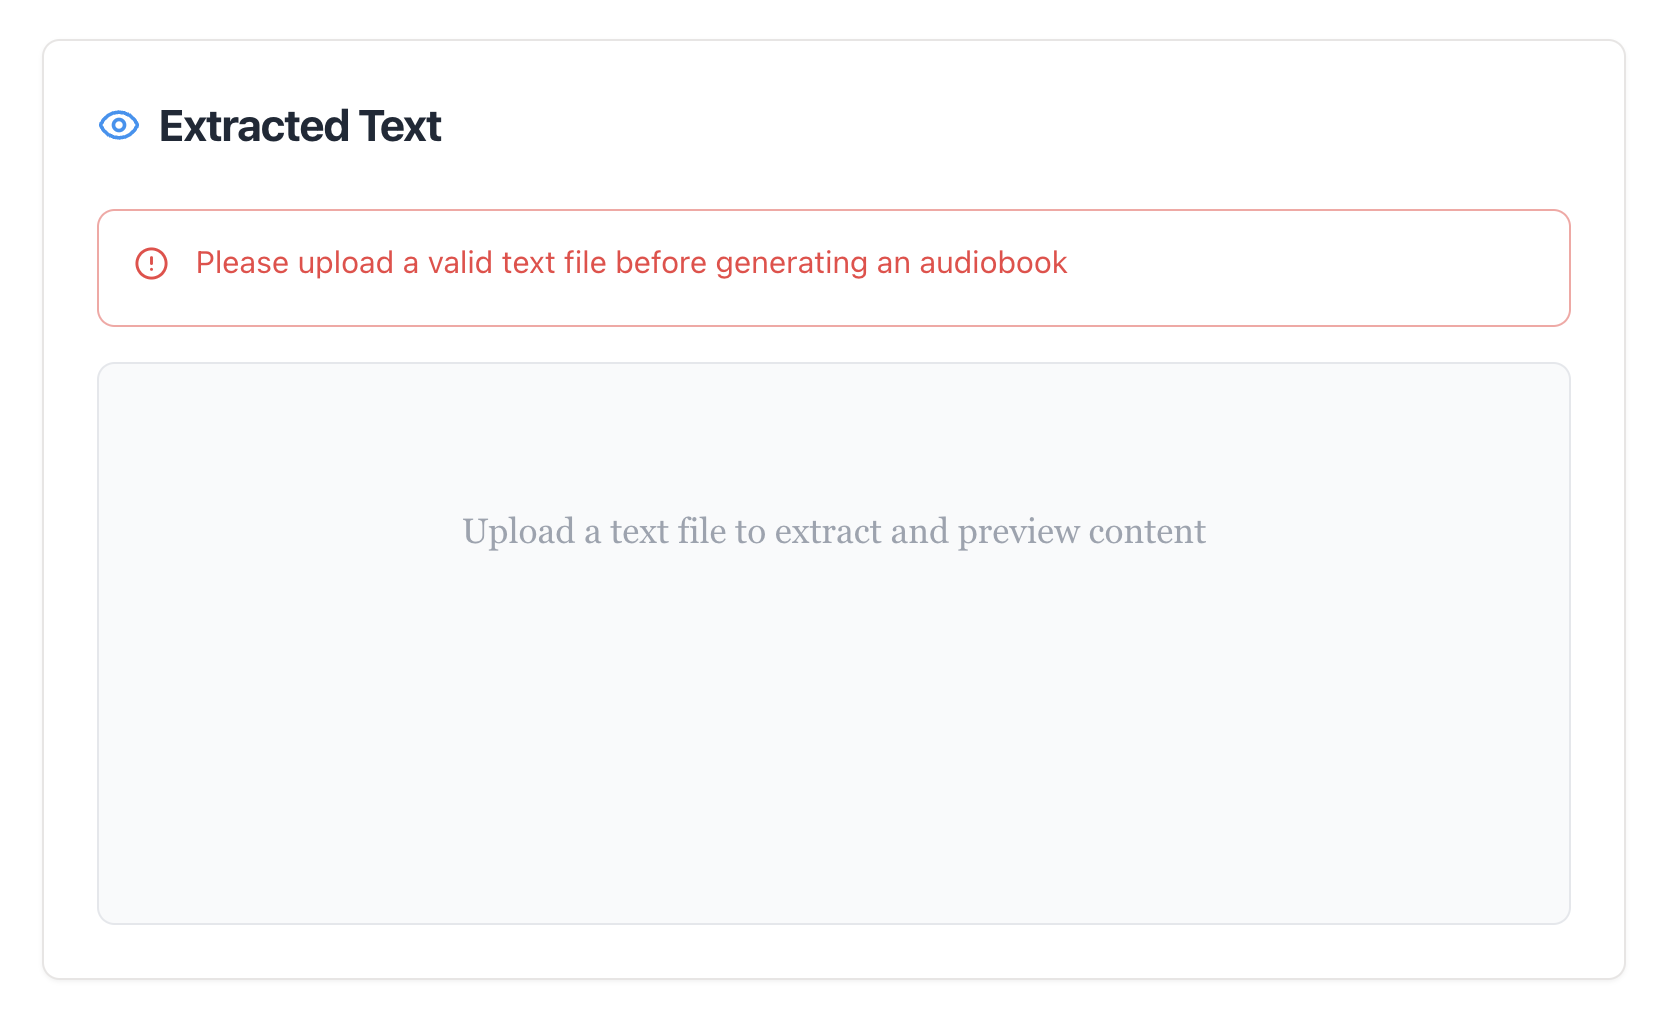 Extracted Text
Please upload a valid text file before generating an audiobook
Upload a text file to extract and preview content